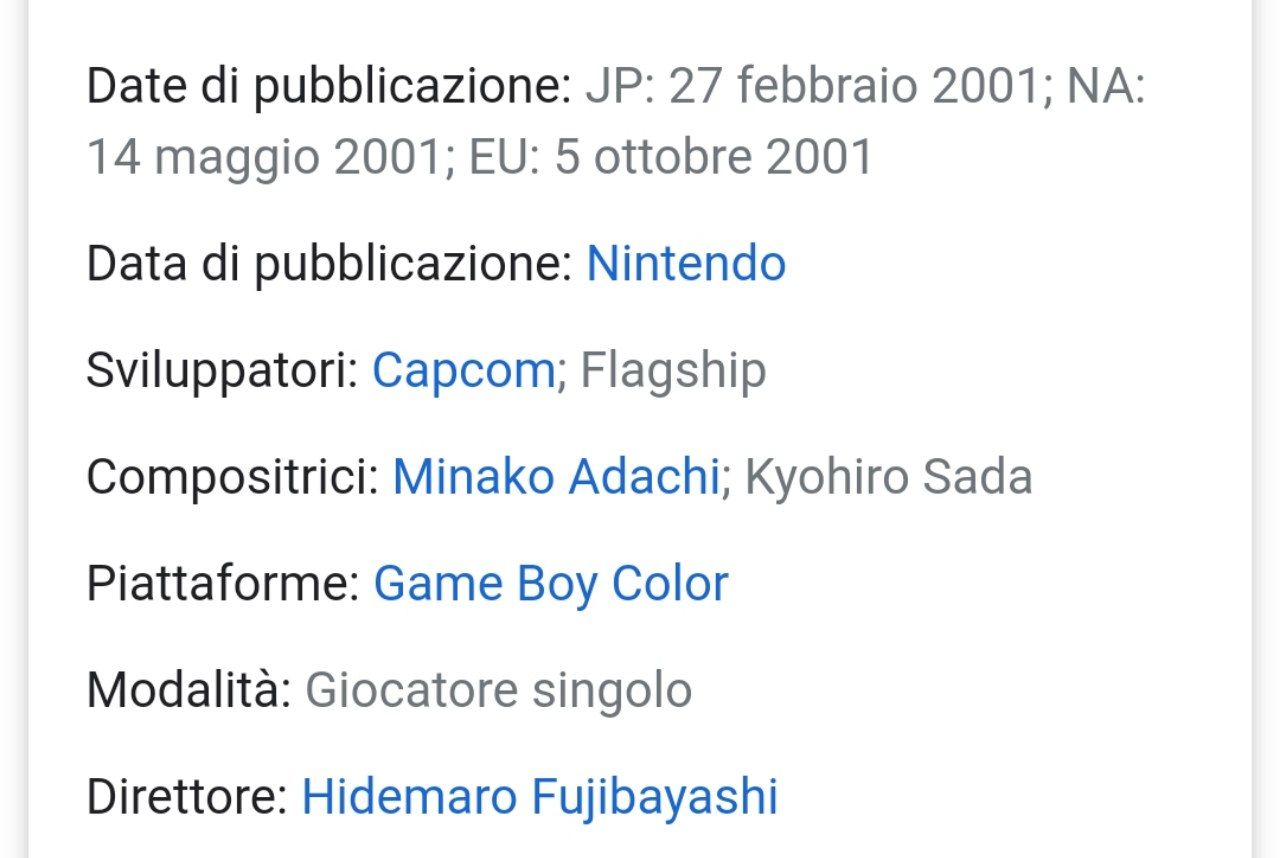 Date di pubblicazione: JP: 27 febbraio 2001; NA:
14 maggio 2001; EU: 5 ottobre 2001
Data di pubblicazione: Nintendo
Sviluppatori: Capcom; Flagship
Compositrici: Minako Adachi; Kyohiro Sada
Piattaforme: Game Boy Color
Modalità: Giocatore singolo
Direttore: Hidemaro Fujibayashi